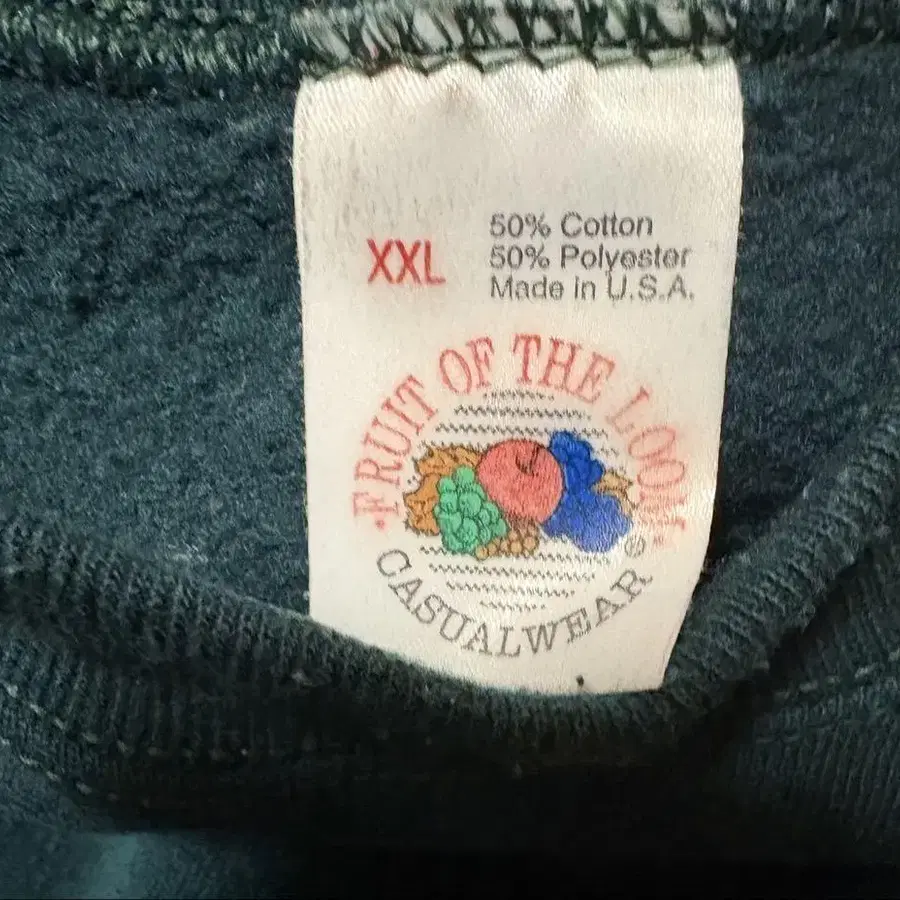 XXL
50% Cotton
50% Polyester
Made in U.S.A.
FRUIT OF THE LOOM
CASUALWEAR®